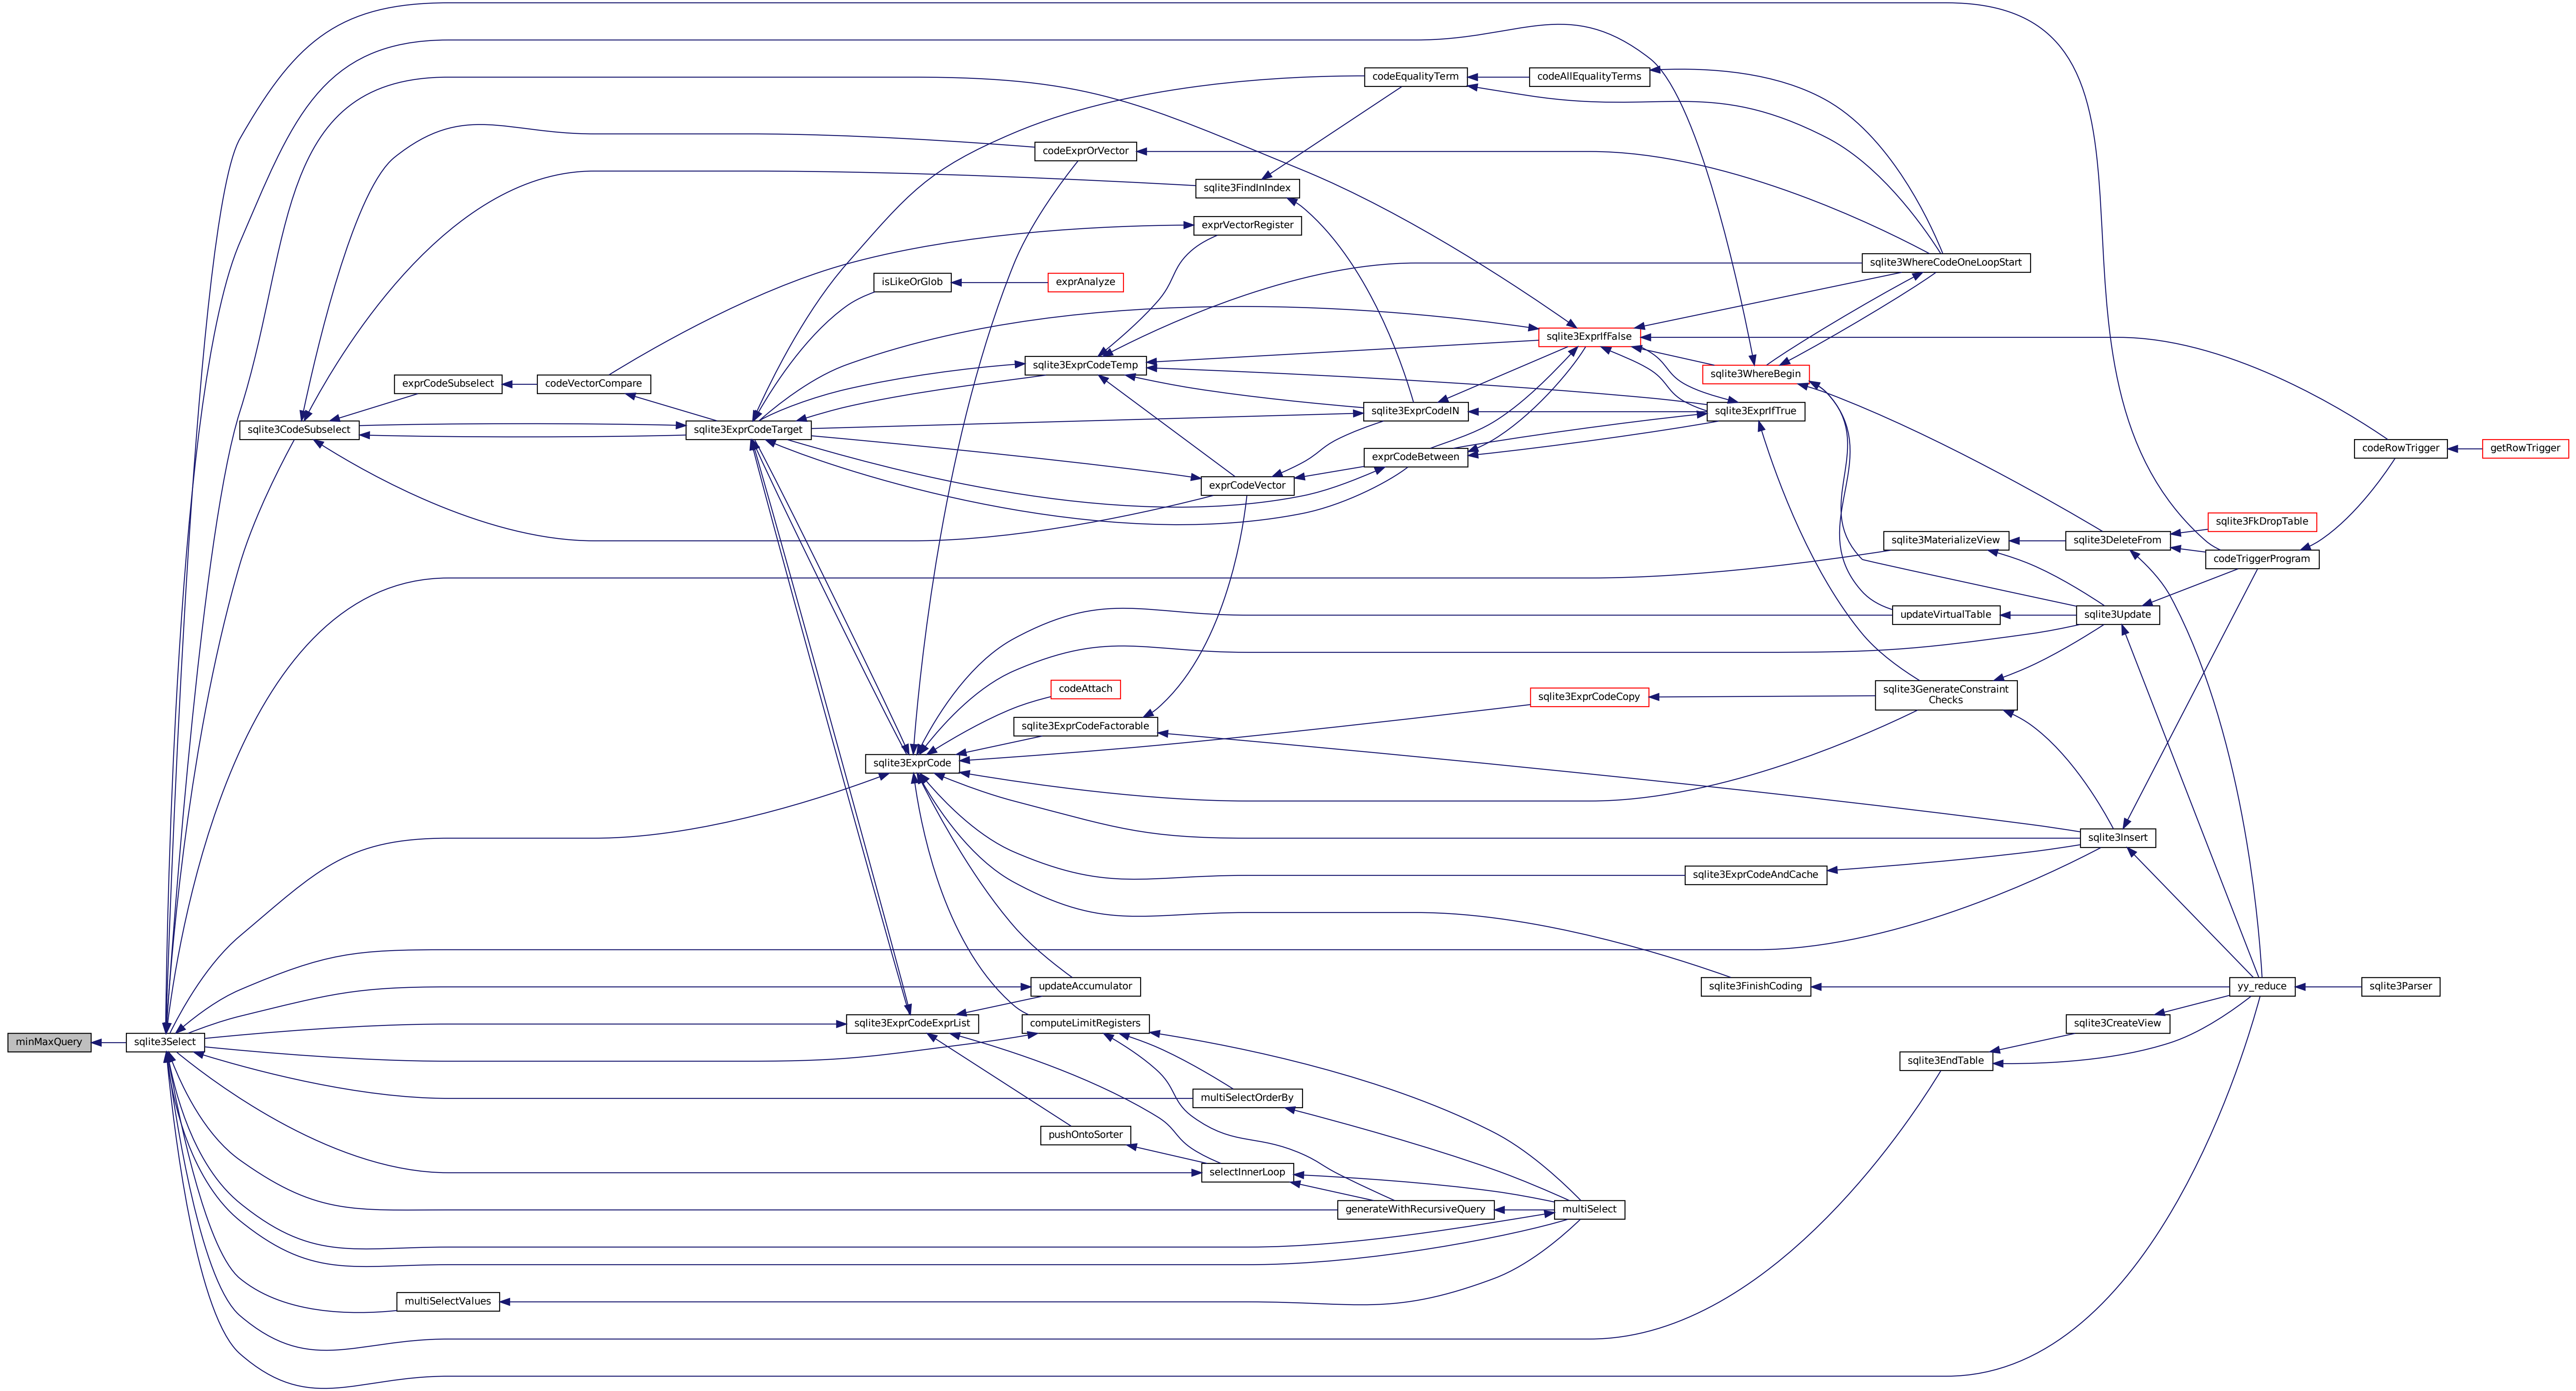 codeEqualityTerm
codeAllEqualityTerms
codeExprOrVector
sqlite3FindInIndex
exprVectorRegister
sqlite3WhereCodeOneLoopStart
isLikeOrGlob
exprAnalyze
sqlite3ExprIfFalse
sqlite3ExprCodeTemp
sqlite3WhereBegin
exprCodeSubselect
codeVectorCompare
sqlite3ExprCodeIN
sqlite3ExprIfTrue
sqlite3CodeSubselect
sqlite3ExprCodeTarget
codeRowTrigger
getRowTrigger
exprCodeBetween
exprCodeVector
sqlite3FkDropTable
sqlite3MaterializeView
sqlite3DeleteFrom
codeTriggerProgram
updateVirtualTable
sqlite3Update
codeAttach
sqlite3ExprCodeCopy
sqlite3GenerateConstraint
Checks
sqlite3ExprCodeFactorable
sqlite3ExprCode
sqlite3Insert
sqlite3ExprCodeAndCache
updateAccumulator
sqlite3FinishCoding
yy_reduce
sqlite3Parser
sqlite3ExprCodeExprList
computeLimitRegisters
sqlite3CreateView
minMaxQuery
sqlite3Select
sqlite3EndTable
multiSelectOrderBy
pushOntoSorter
selectInnerLoop
generateWithRecursiveQuery
multiSelect
multiSelectValues